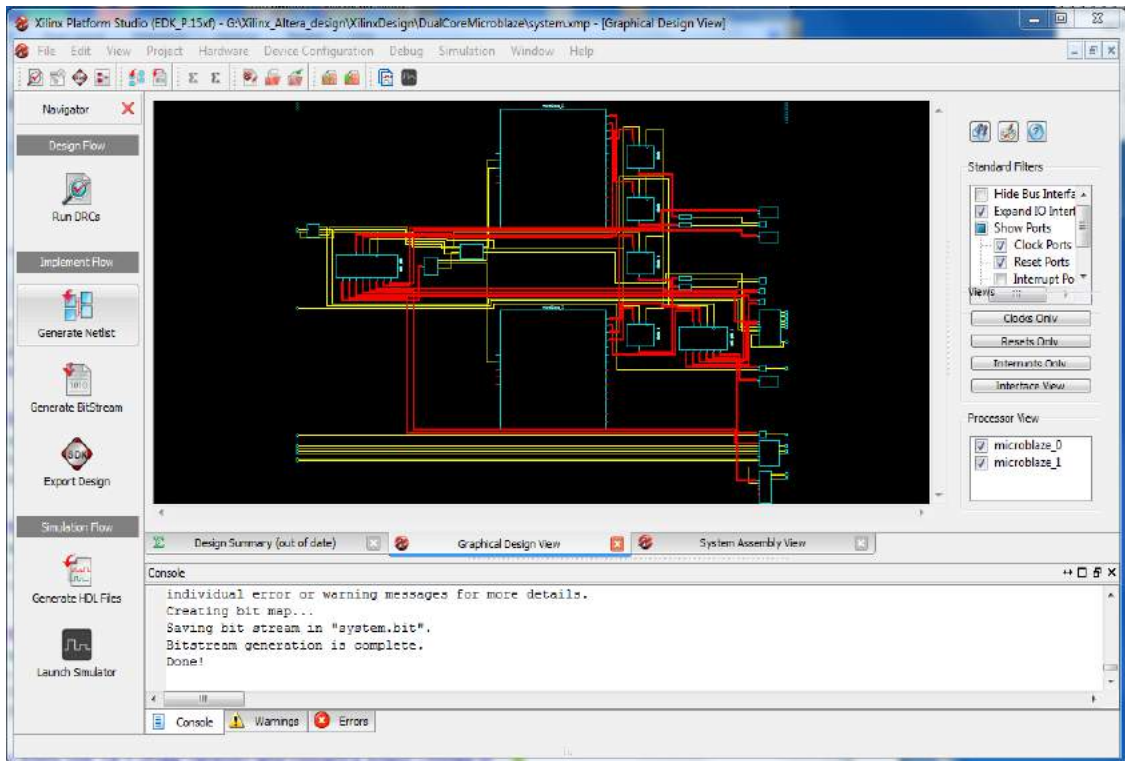 Xilinx Platform Studio (EDK_P.15xf) - G:\Xilinx_Altera_design\XilinxDesign\DualCoreMicroblaze\system.xmp - [Graphical Design View]
File Edit View Project Hardware Device Configuration Debug Simulation Window Help
Navigator
Design Flow
Run DRCs
Implement Flow
Generate Netlist
1010
Generate BitStream
SDK
Export Design
Simulation Flow
Generate HDL Files
Launch Simulator
Standard Filters
Hide Bus Interfa
Expand IO Interf
Show Ports
Clock Ports
Reset Ports
Interrupt Po
Views
Clocks Only
Resets Only
Interrupts Only
Interface View
Processor View
microblaze_0
microblaze_1
Design Summary (out of date)
Graphical Design View
System Assembly View
Console
individual error or warning messages for more details.
Creating bit map...
Saving bit stream in "system.bit".
Bitstream generation is complete.
Done!
Console Warnings Errors